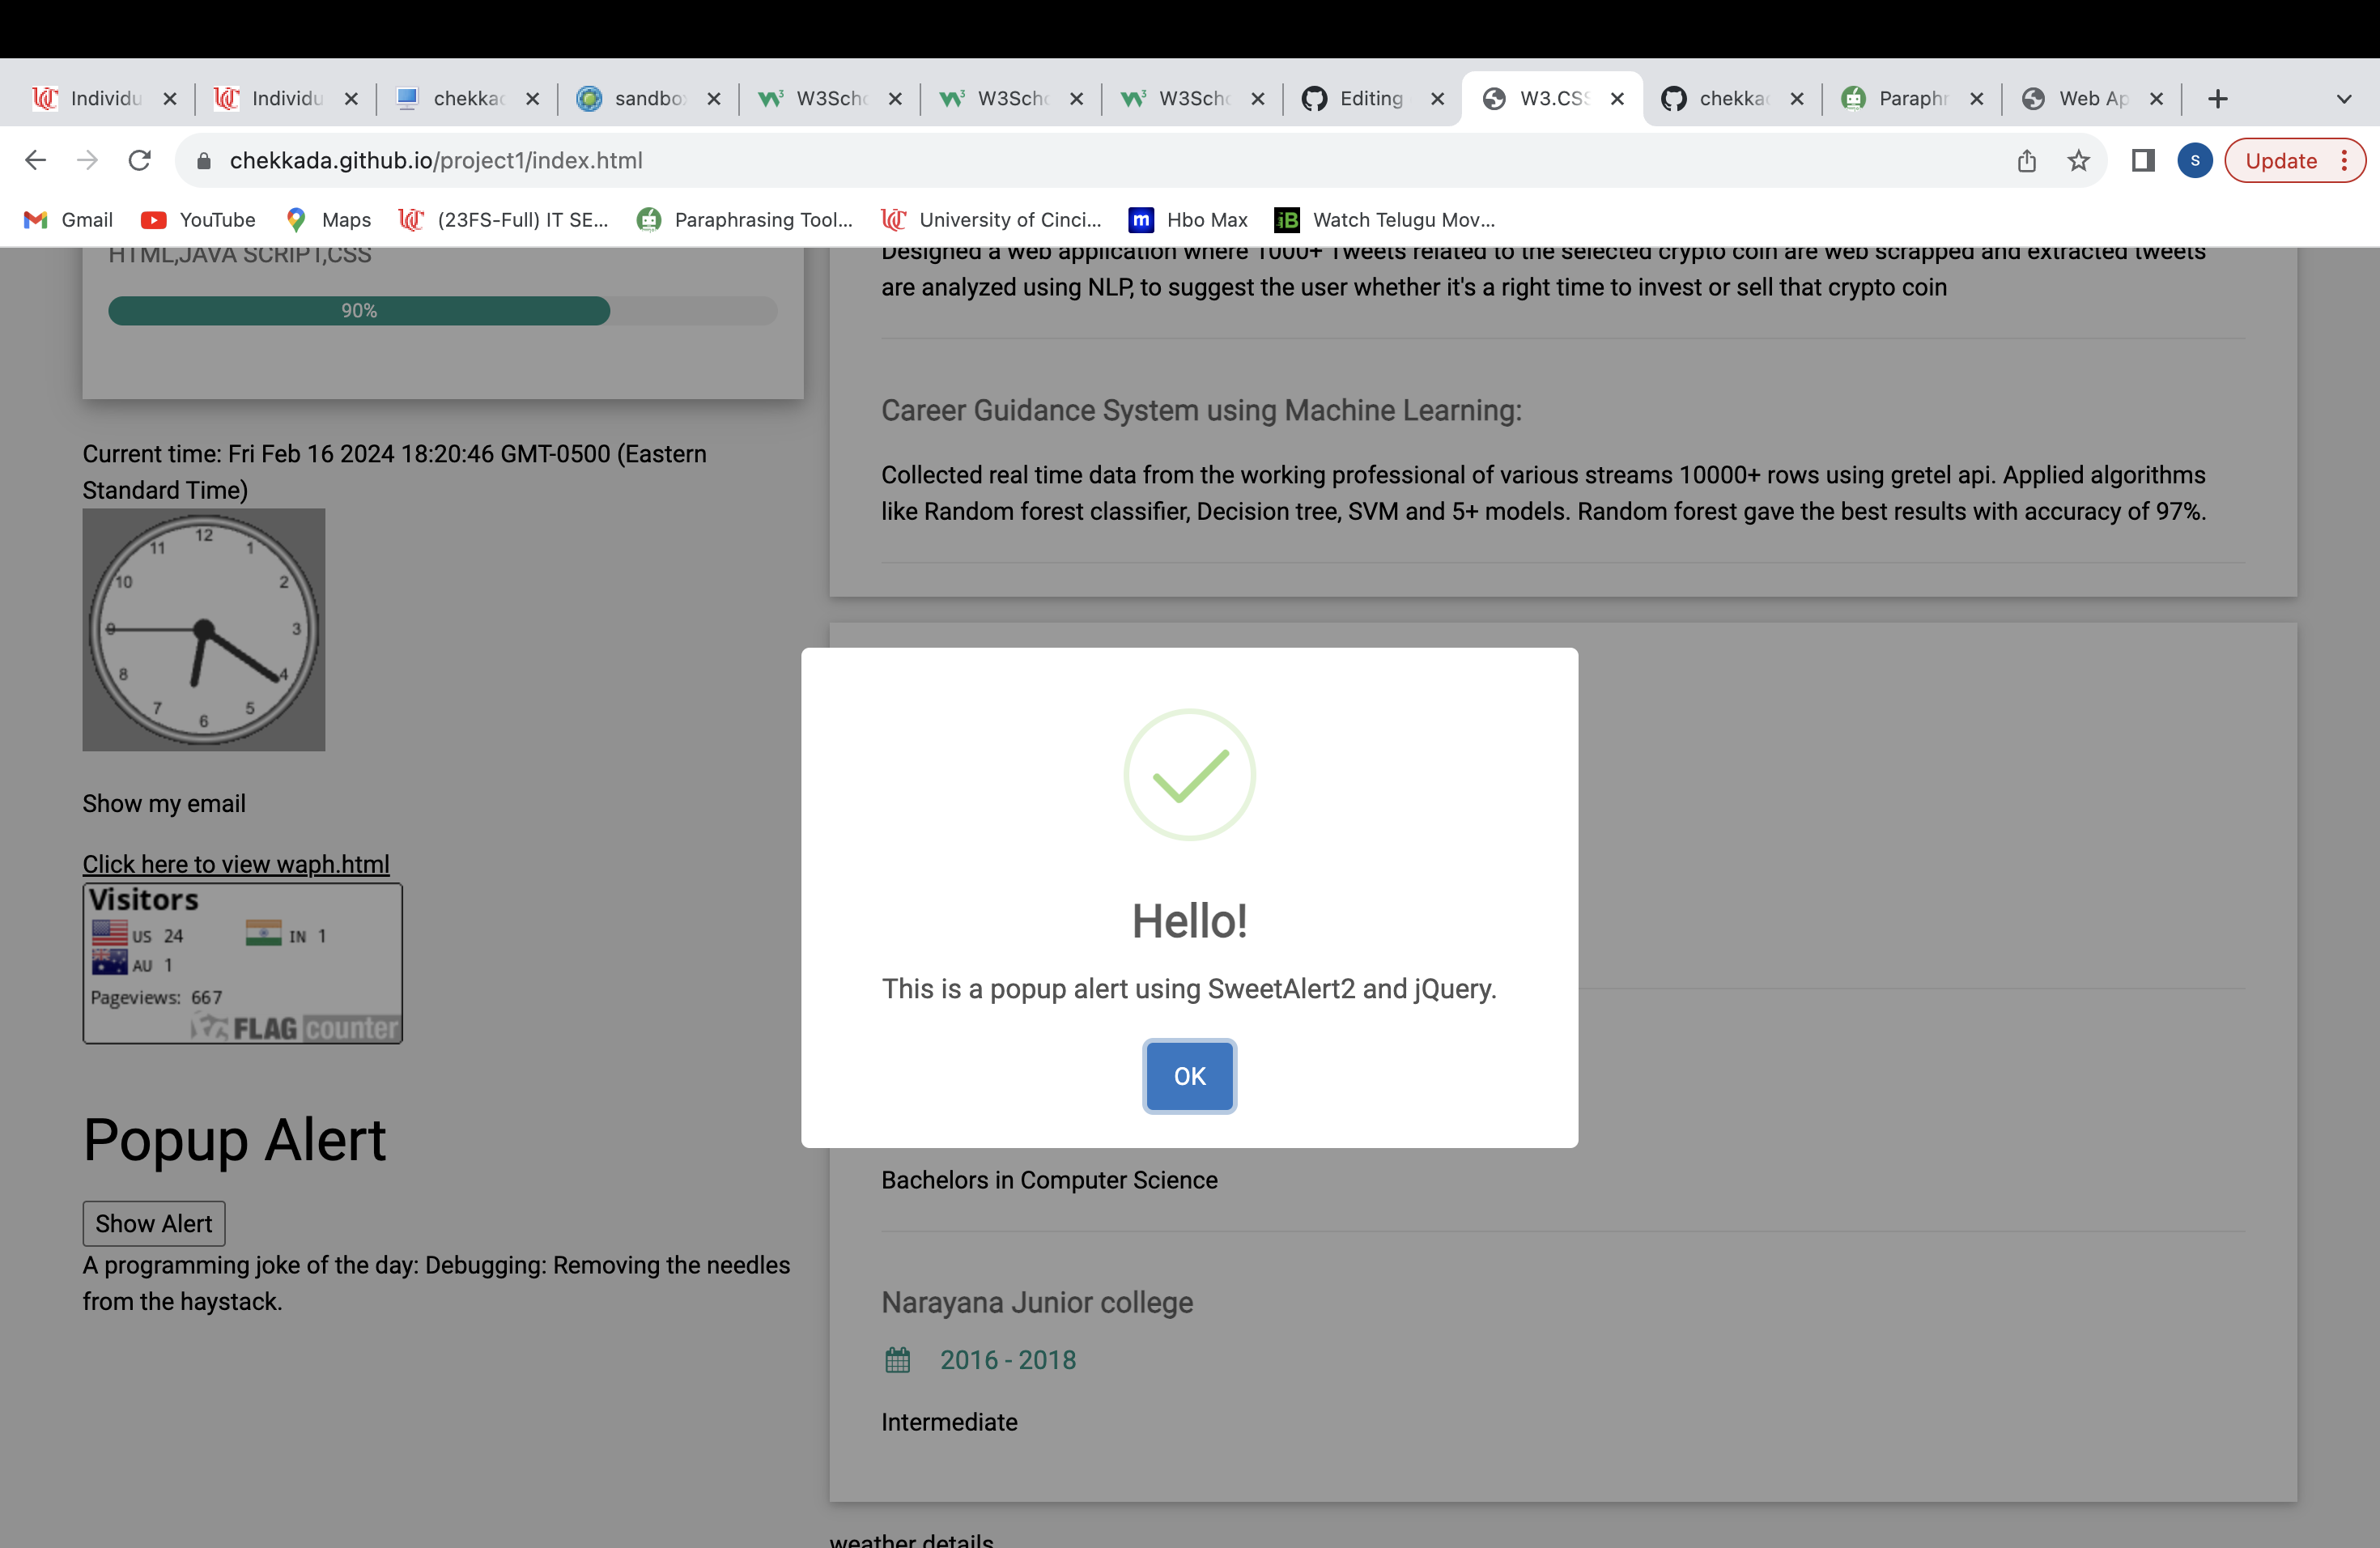 Individu
Individu
chekkac
sandbo
W3Sch
W3Sch
W3Sch
Editing
W3.CSS
chekka
Paraphr
Web Ap
chekkada.github.io/project1/index.html
S
Update
Gmail
YouTube
Maps
(23FS-Full) IT SE...
Paraphrasing Tool...
University of Cinci...
m
Hbo Max
iB
Watch Telugu Mov...
HTML,JAVA SCRIPT,CSS
90%
Current time: Fri Feb 16 2024 18:20:46 GMT-0500 (Eastern
Standard Time)
12
1
2
3
4
5
6
7
8
9
10
11
Show my email
Click here to view waph.html
Visitors
US 24
IN 1
AU 1
Pageviews: 667
FLAG counter
Popup Alert
Show Alert
A programming joke of the day: Debugging: Removing the needles
from the haystack.
Designed a web application where 1000+ Tweets related to the selected crypto coin are web scrapped and extracted tweets
are analyzed using NLP, to suggest the user whether it's a right time to invest or sell that crypto coin
Career Guidance System using Machine Learning:
Collected real time data from the working professional of various streams 10000+ rows using gretel api. Applied algorithms
like Random forest classifier, Decision tree, SVM and 5+ models. Random forest gave the best results with accuracy of 97%.
Hello!
This is a popup alert using SweetAlert2 and jQuery.
OK
Bachelors in Computer Science
Narayana Junior college
2016 - 2018
Intermediate
weather details